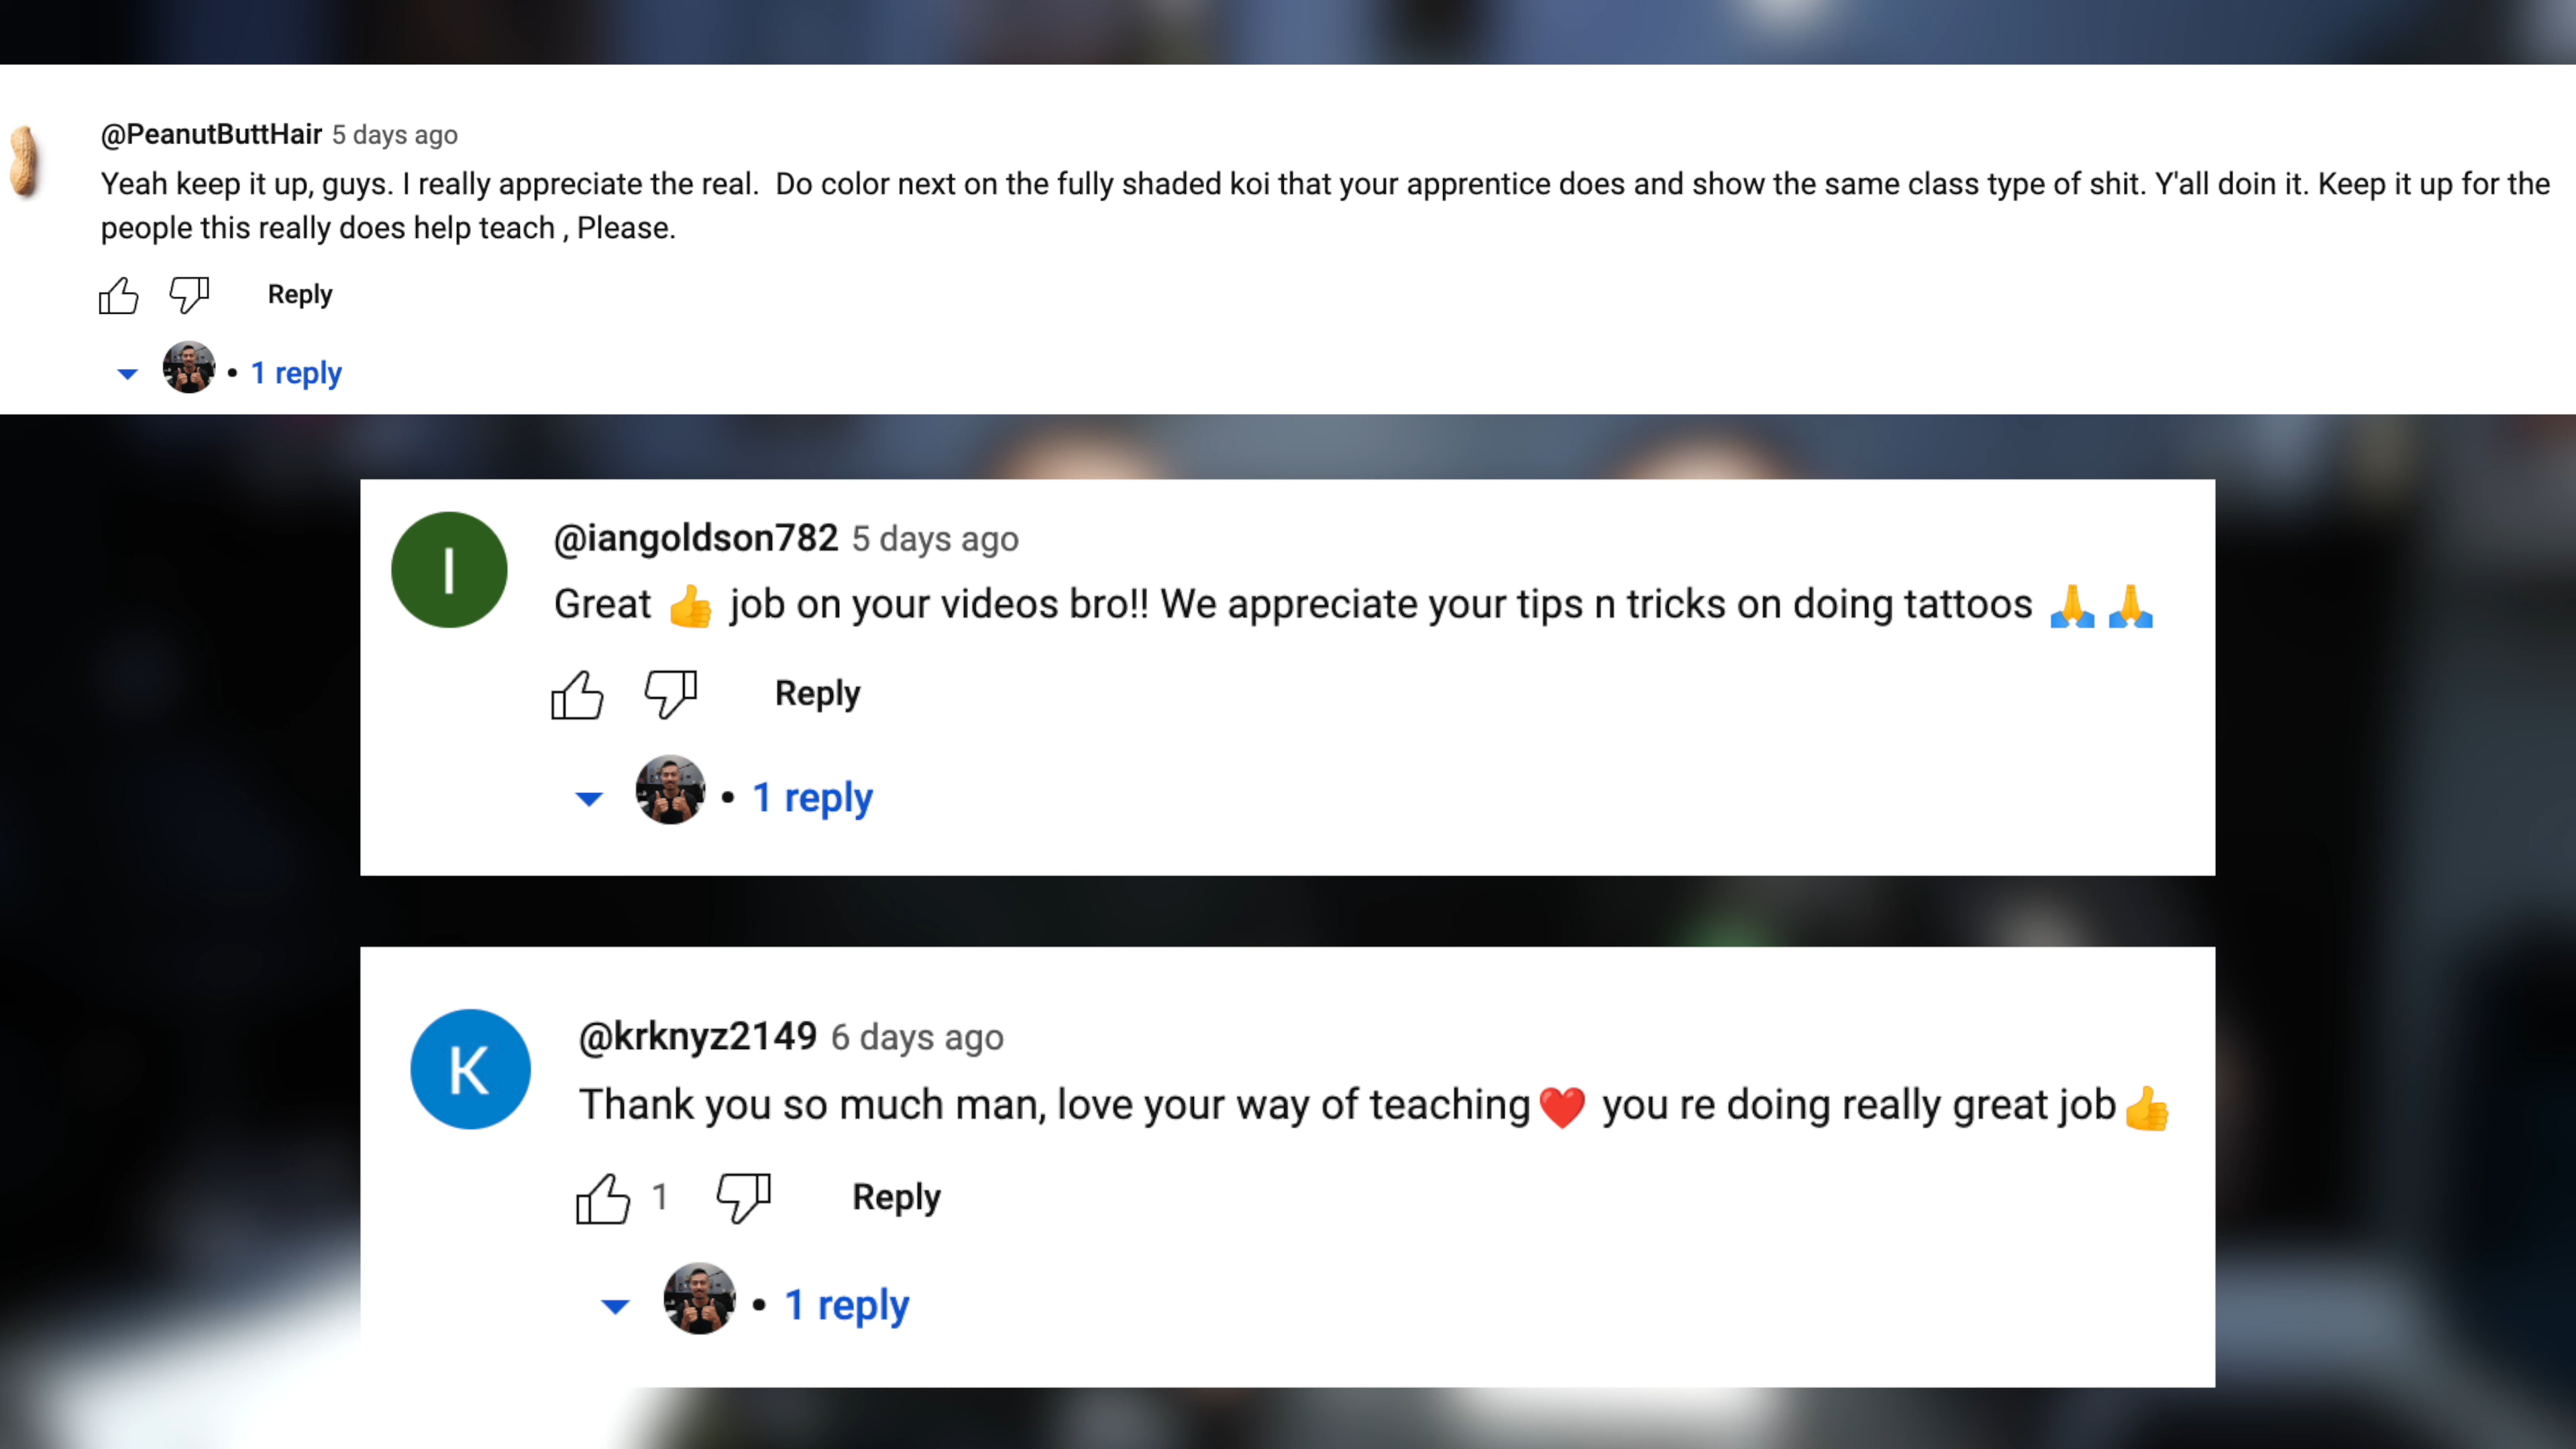 @PeanutButtHair 5 days ago
Yeah keep it up, guys. I really appreciate the real.  Do color next on the fully shaded koi that your apprentice does and show the same class type of shit. Y'all doin it. Keep it up for the
people this really does help teach , Please.
Reply
• 1 reply
I
@iangoldson782 5 days ago
Great 👍 job on your videos bro!! We appreciate your tips n tricks on doing tattoos 🙏 🙏
Reply
• 1 reply
K
@krknyz2149 6 days ago
Thank you so much man, love your way of teaching❤️ you re doing really great job👍
1 Reply
• 1 reply